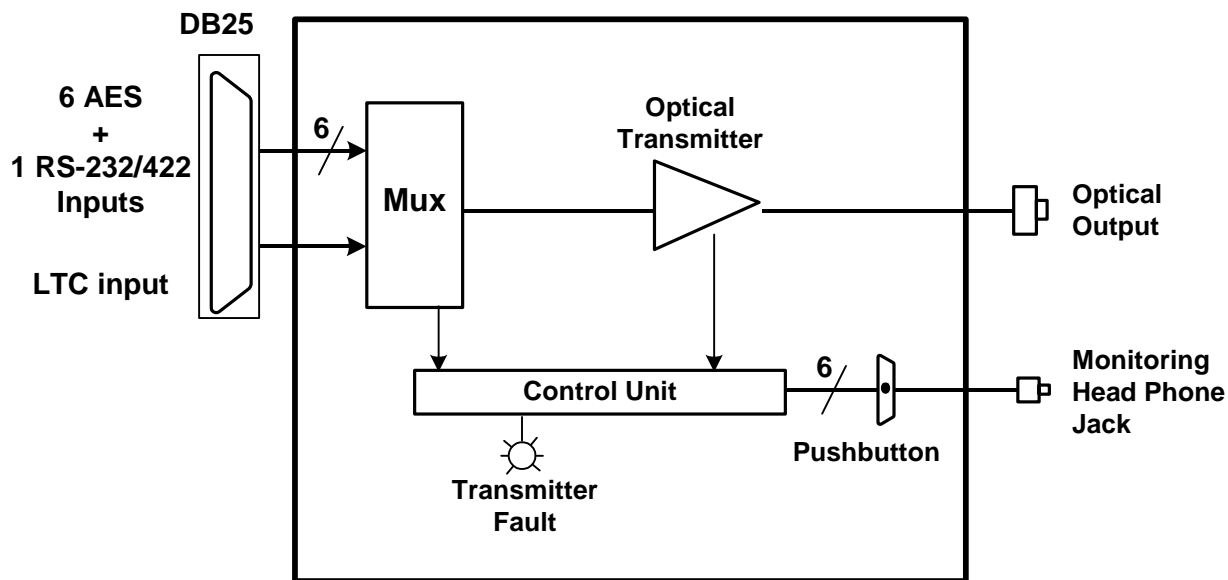 DB25
6 AES
+
1 RS-232/422
Inputs
LTC input
6
Mux
Optical
Transmitter
Optical
Output
Control Unit
6
Pushbutton
Monitoring
Head Phone
Jack
Transmitter
Fault